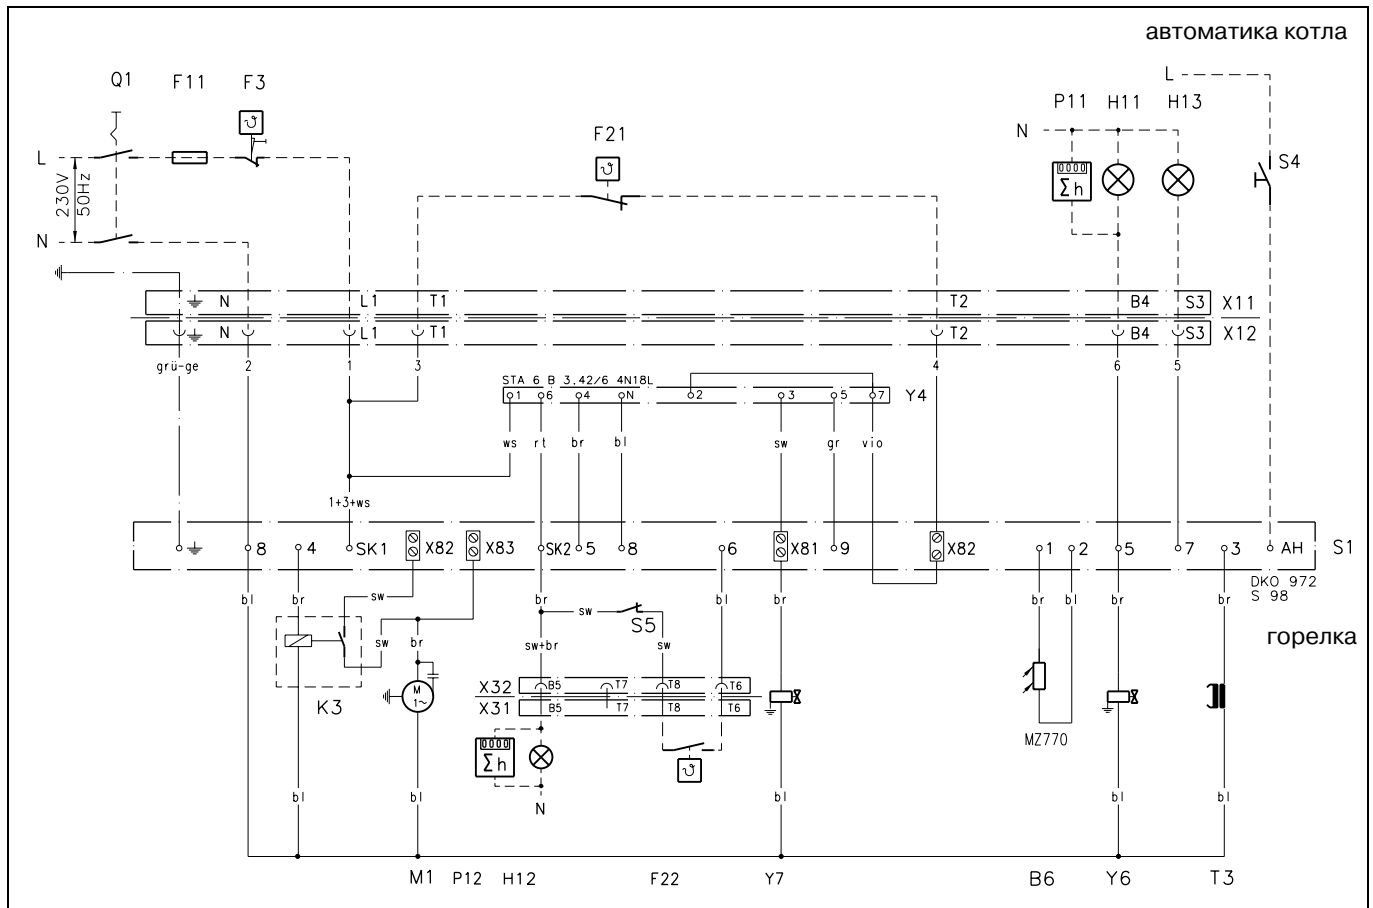 автоматика котла
L
Q1 F11 F3
P11 H11 H13
F21
N
S4
L
230V
50Hz
Σh
N
N L1 T1 T2 B4 S3 X11
N L1 T1 T2 B4 S3 X12
grü-ge 2 1 3 4 6 5
STA 6 B 3.42/6 4N18L
1 6 4 N 2 3 5 7 Y4
ws rt br bl sw gr vio
1+3+ws
8 4 SK1 X82 X83 SK2 5 8 6 X81 9 X82 1 2 5 7 3 AH S1
DKO 972
S 98
bl br sw br sw bl br br bl br br
S5
горелка
sw br sw+br sw
M
1~
K3
X32 B5 T7 T8 T6
X31 B5 T7 T8 T6
MZ770
Σh
bl bl N bl bl bl
M1 P12 H12 F22 Y7 B6 Y6 T3